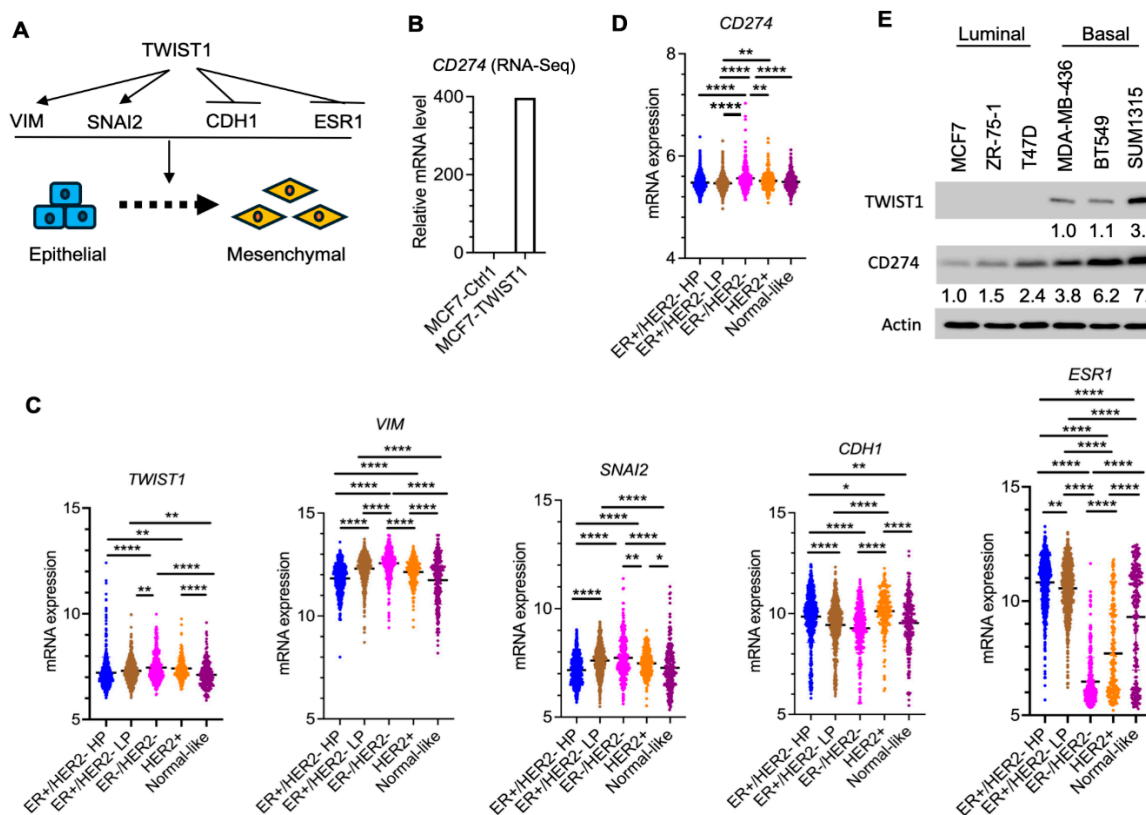 A
TWIST1
VIM SNAI2 CDH1 ESR1
Epithelial Mesenchymal
B
CD274 (RNA-Seq)
Relative mRNA level
400
200
0
MCF7-Ctrl1
MCF7-TWIST1
D
CD274
mRNA expression
8
6
4
** 
**** ****
**** **
****
ER+/HER2- HP
ER+/HER2- LP
ER-/HER2-
HER2+
Normal-like
E
Luminal Basal
MCF7
ZR-75-1
T47D
MDA-MB-436
BT549
SUM1315
TWIST1
1.0 1.1 3.
CD274
1.0 1.5 2.4 3.8 6.2 7.
Actin
C
TWIST1
mRNA expression
15
10
5
**
**
**** ****
** ****
ER+/HER2- HP
ER+/HER2- LP
ER-/HER2-
HER2+
Normal-like
VIM
mRNA expression
15
10
5
****
****
**** ****
**** **** **** ****
ER+/HER2- HP
ER+/HER2- LP
ER-/HER2-
HER2+
Normal-like
SNAI2
mRNA expression
15
10
5
****
****
**** ****
** *
****
ER+/HER2- HP
ER+/HER2- LP
ER-/HER2-
HER2+
Normal-like
CDH1
mRNA expression
15
10
5
**
*
**** ****
**** **** ****
ER+/HER2- HP
ER+/HER2- LP
ER-/HER2-
HER2+
Normal-like
ESR1
mRNA expression
15
10
5
****
****
****
****
**** ****
** **** **** ****
ER+/HER2- HP
ER+/HER2- LP
ER-/HER2-
HER2+
Normal-like